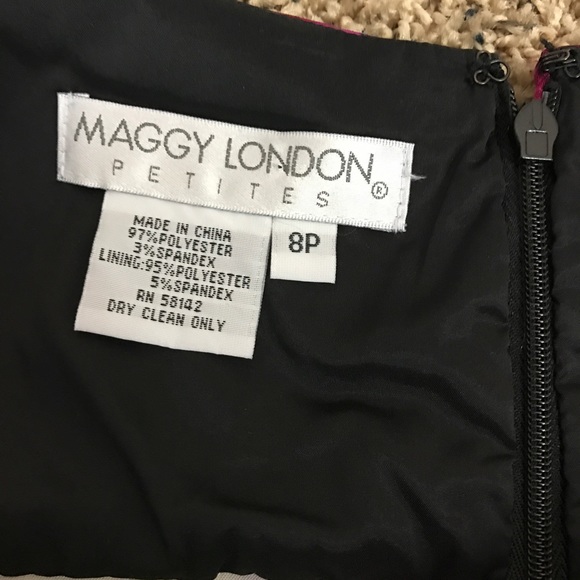 MAGGY LONDON®
PETITES
8P
MADE IN CHINA
97%POLYESTER
3%SPANDEX
LINING:95%POLYESTER
5%SPANDEX
RN 58142
DRY CLEAN ONLY